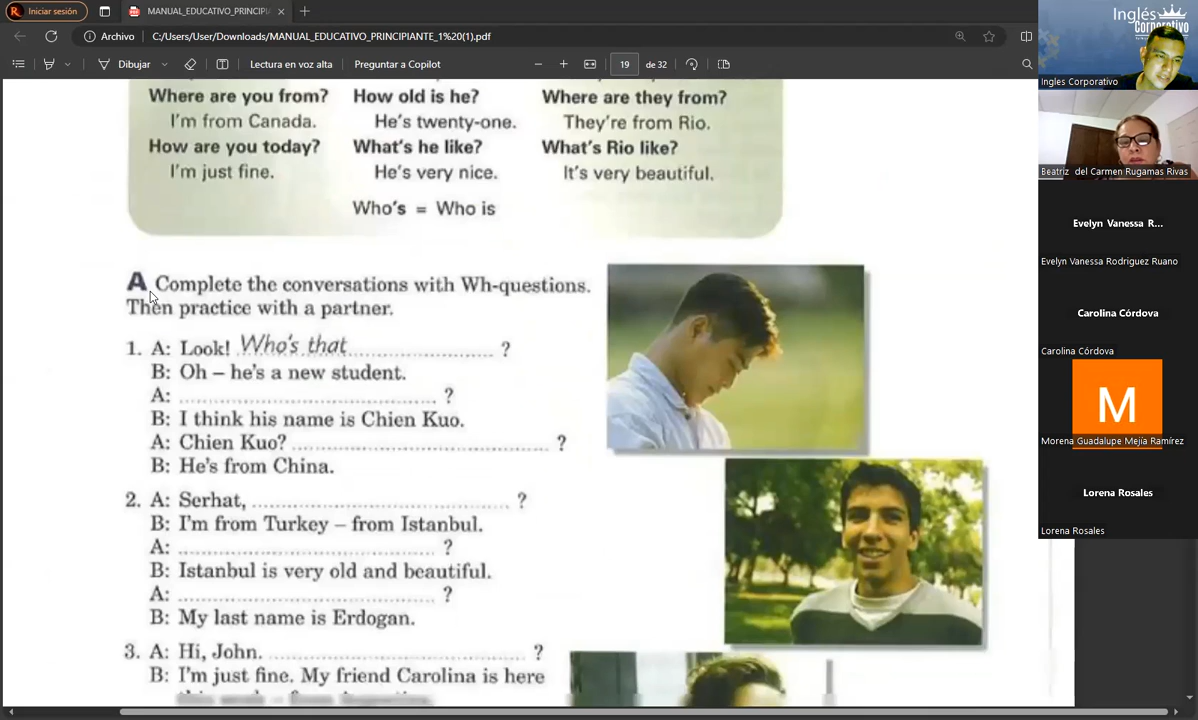 Iniciar sesión
MANUAL_EDUCATIVO_PRINCIPIA
Archivo
C:/Users/User/Downloads/MANUAL_EDUCATIVO_PRINCIPIANTE_1%20(1).pdf
Dibujar
Lectura en voz alta
Preguntar a Copilot
19
de 32
Where are you from?
I'm from Canada.
How are you today?
I'm just fine.
How old is he?
He's twenty-one.
What's he like?
He's very nice.
Who's = Who is
Where are they from?
They're from Rio.
What's Rio like?
It's very beautiful.
A Complete the conversations with Wh-questions.
Then practice with a partner.
1. A: Look! Who's that ?
B: Oh – he's a new student.
A: ?
B: I think his name is Chien Kuo.
A: Chien Kuo? ?
B: He's from China.
2. A: Serhat, ?
B: I'm from Turkey – from Istanbul.
A: ?
B: Istanbul is very old and beautiful.
A: ?
B: My last name is Erdogan.
3. A: Hi, John. ?
B: I'm just fine. My friend Carolina is here
Inglés
Corporativo
Ingles Corporativo
Beatriz del Carmen Rugamas Rivas
Evelyn Vanessa R...
Evelyn Vanessa Rodriguez Ruano
Carolina Córdova
Carolina Córdova
M
Morena Guadalupe Mejía Ramírez
Lorena Rosales
Lorena Rosales